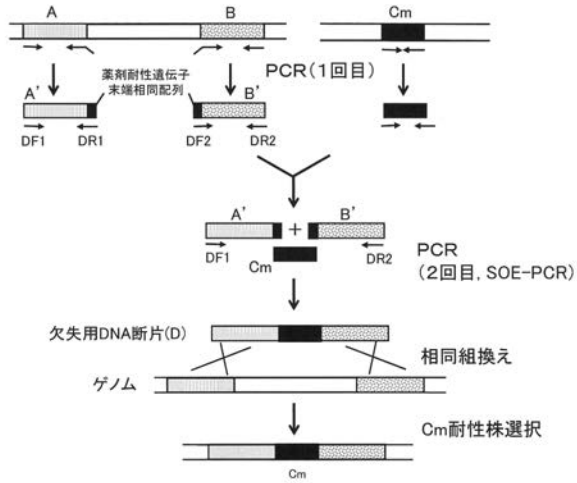 A
B
Cm
薬剤耐性遺伝子
末端相同配列
PCR(1回目)
A'
B'
DF1
DR1
DF2
DR2
A'
+
B'
DF1
Cm
DR2
PCR
(2回目, SOE-PCR)
欠失用DNA断片(D)
相同組換え
ゲノム
Cm耐性株選択
Cm